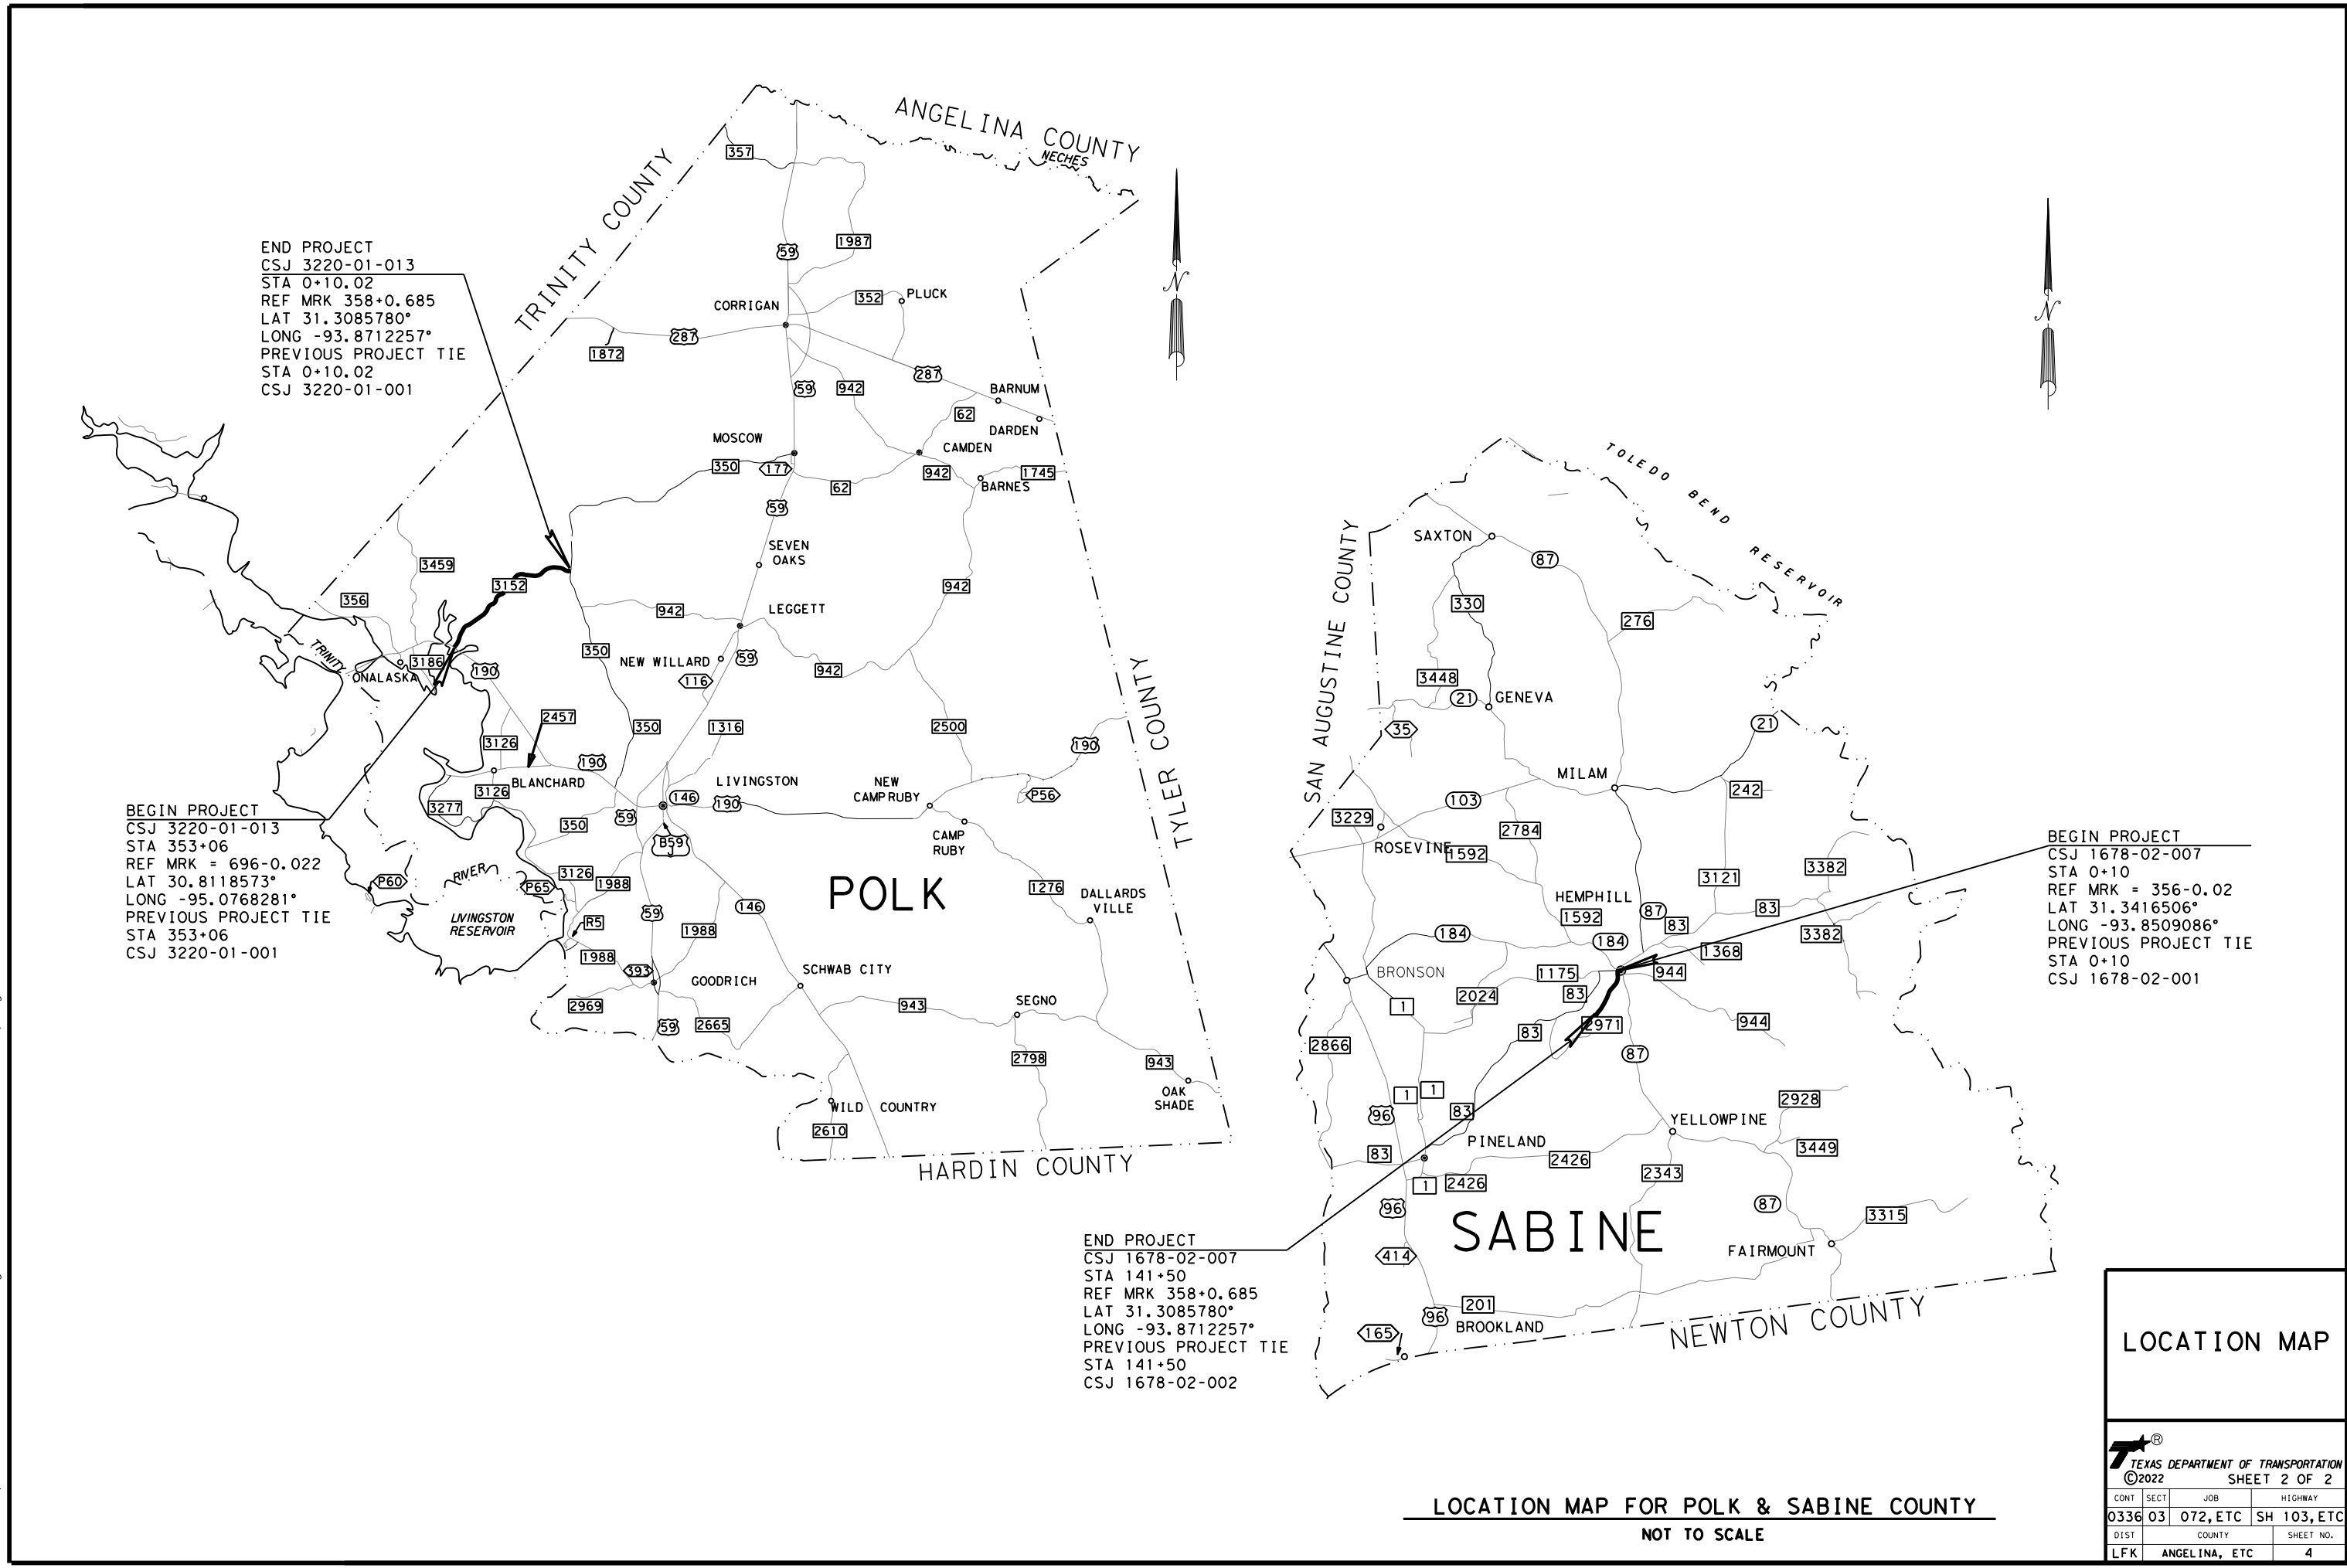 ANGELINA COUNTY
NECHES
TRINITY COUNTY
357
END PROJECT
CSJ 3220-01-013
STA 0+10.02
REF MRK 358+0.685
LAT 31.3085780°
LONG -93.8712257°
PREVIOUS PROJECT TIE
STA 0+10.02
CSJ 3220-01-001
59
1987
N
N
CORRIGAN
352
PLUCK
1872
287
287
59
942
BARNUM
62
DARDEN
MOSCOW
CAMDEN
350
177
942
1745
62
BARNES
59
SEVEN
OAKS
3459
3152
942
356
942
LEGGETT
350
NEW WILLARD
59
TRINITY
3186
190
942
ONALASKA
116
TYLER COUNTY
2457
350
1316
2500
3126
190
190
BLANCHARD
LIVINGSTON
NEW
CAMP RUBY
3126
146
190
P56
3277
59
BEGIN PROJECT
CSJ 3220-01-013
STA 353+06
REF MRK = 696-0.022
LAT 30.8118573°
LONG -95.0768281°
PREVIOUS PROJECT TIE
STA 353+06
CSJ 3220-01-001
350
B59
J
CAMP
RUBY
P60
RIVER
P65
3126
1988
POLK
1276
DALLARDS
VILLE
146
59
LIVINGSTON
RESERVOIR
R5
1988
1988
393
GOODRICH
SCHWAB CITY
2969
943
SEGNO
59
2665
2798
943
OAK
SHADE
WILD COUNTRY
2610
HARDIN COUNTY
TOLEDO BEND RESERVOIR
SAN AUGUSTINE COUNTY
SAXTON
87
330
276
3448
21
GENEVA
35
21
MILAM
242
103
3229
2784
ROSEVINE
1592
3382
3121
BEGIN PROJECT
CSJ 1678-02-007
STA 0+10
REF MRK = 356-0.02
LAT 31.3416506°
LONG -93.8509086°
PREVIOUS PROJECT TIE
STA 0+10
CSJ 1678-02-001
HEMPHILL
1592
87
83
83
184
184
3382
1368
BRONSON
1175
944
2024
83
1
944
83
2971
2866
87
1
1
2928
96
83
YELLOWPINE
PINELAND
3449
83
2426
2343
1
2426
96
87
3315
SABINE
END PROJECT
CSJ 1678-02-007
STA 141+50
REF MRK 358+0.685
LAT 31.3085780°
LONG -93.8712257°
PREVIOUS PROJECT TIE
STA 141+50
CSJ 1678-02-002
414
FAIRMOUNT
201
96
BROOKLAND
165
NEWTON COUNTY
LOCATION MAP
LOCATION MAP FOR POLK & SABINE COUNTY
NOT TO SCALE
®
TEXAS DEPARTMENT OF TRANSPORTATION
©2022 SHEET 2 OF 2
CONT SECT JOB HIGHWAY
0336 03 072,ETC SH 103,ETC
DIST COUNTY SHEET NO.
LFK ANGELINA, ETC 4